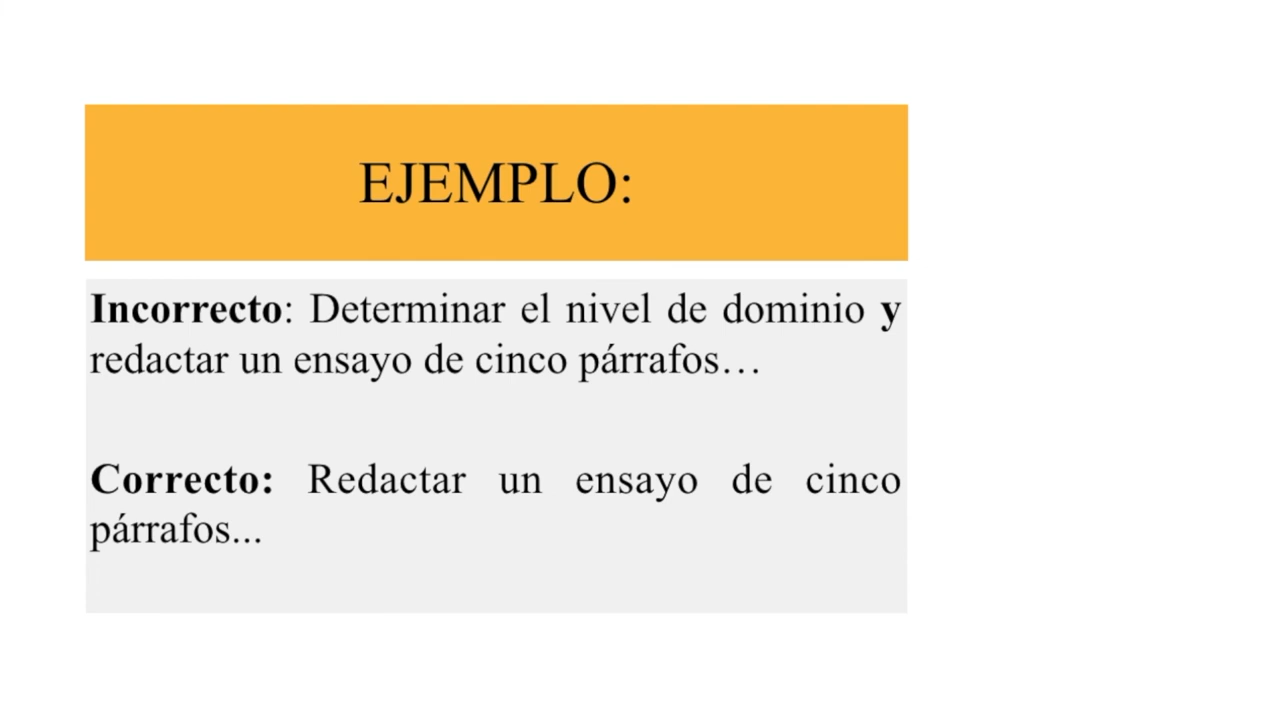 EJEMPLO:
Incorrecto: Determinar el nivel de dominio y
redactar un ensayo de cinco párrafos…
Correcto: Redactar un ensayo de cinco
párrafos...